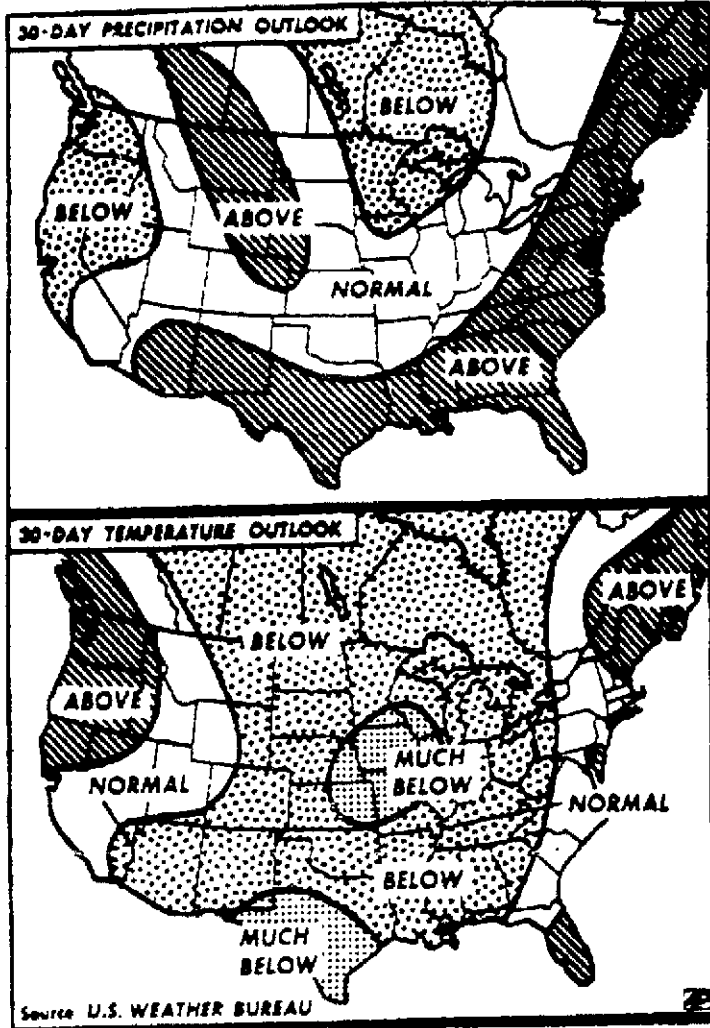 30-DAY PRECIPITATION OUTLOOK
BELOW
BELOW
ABOVE
NORMAL
ABOVE
30-DAY TEMPERATURE OUTLOOK
ABOVE
BELOW
ABOVE
MUCH
BELOW
NORMAL
NORMAL
BELOW
MUCH
BELOW
Source U.S. WEATHER BUREAU